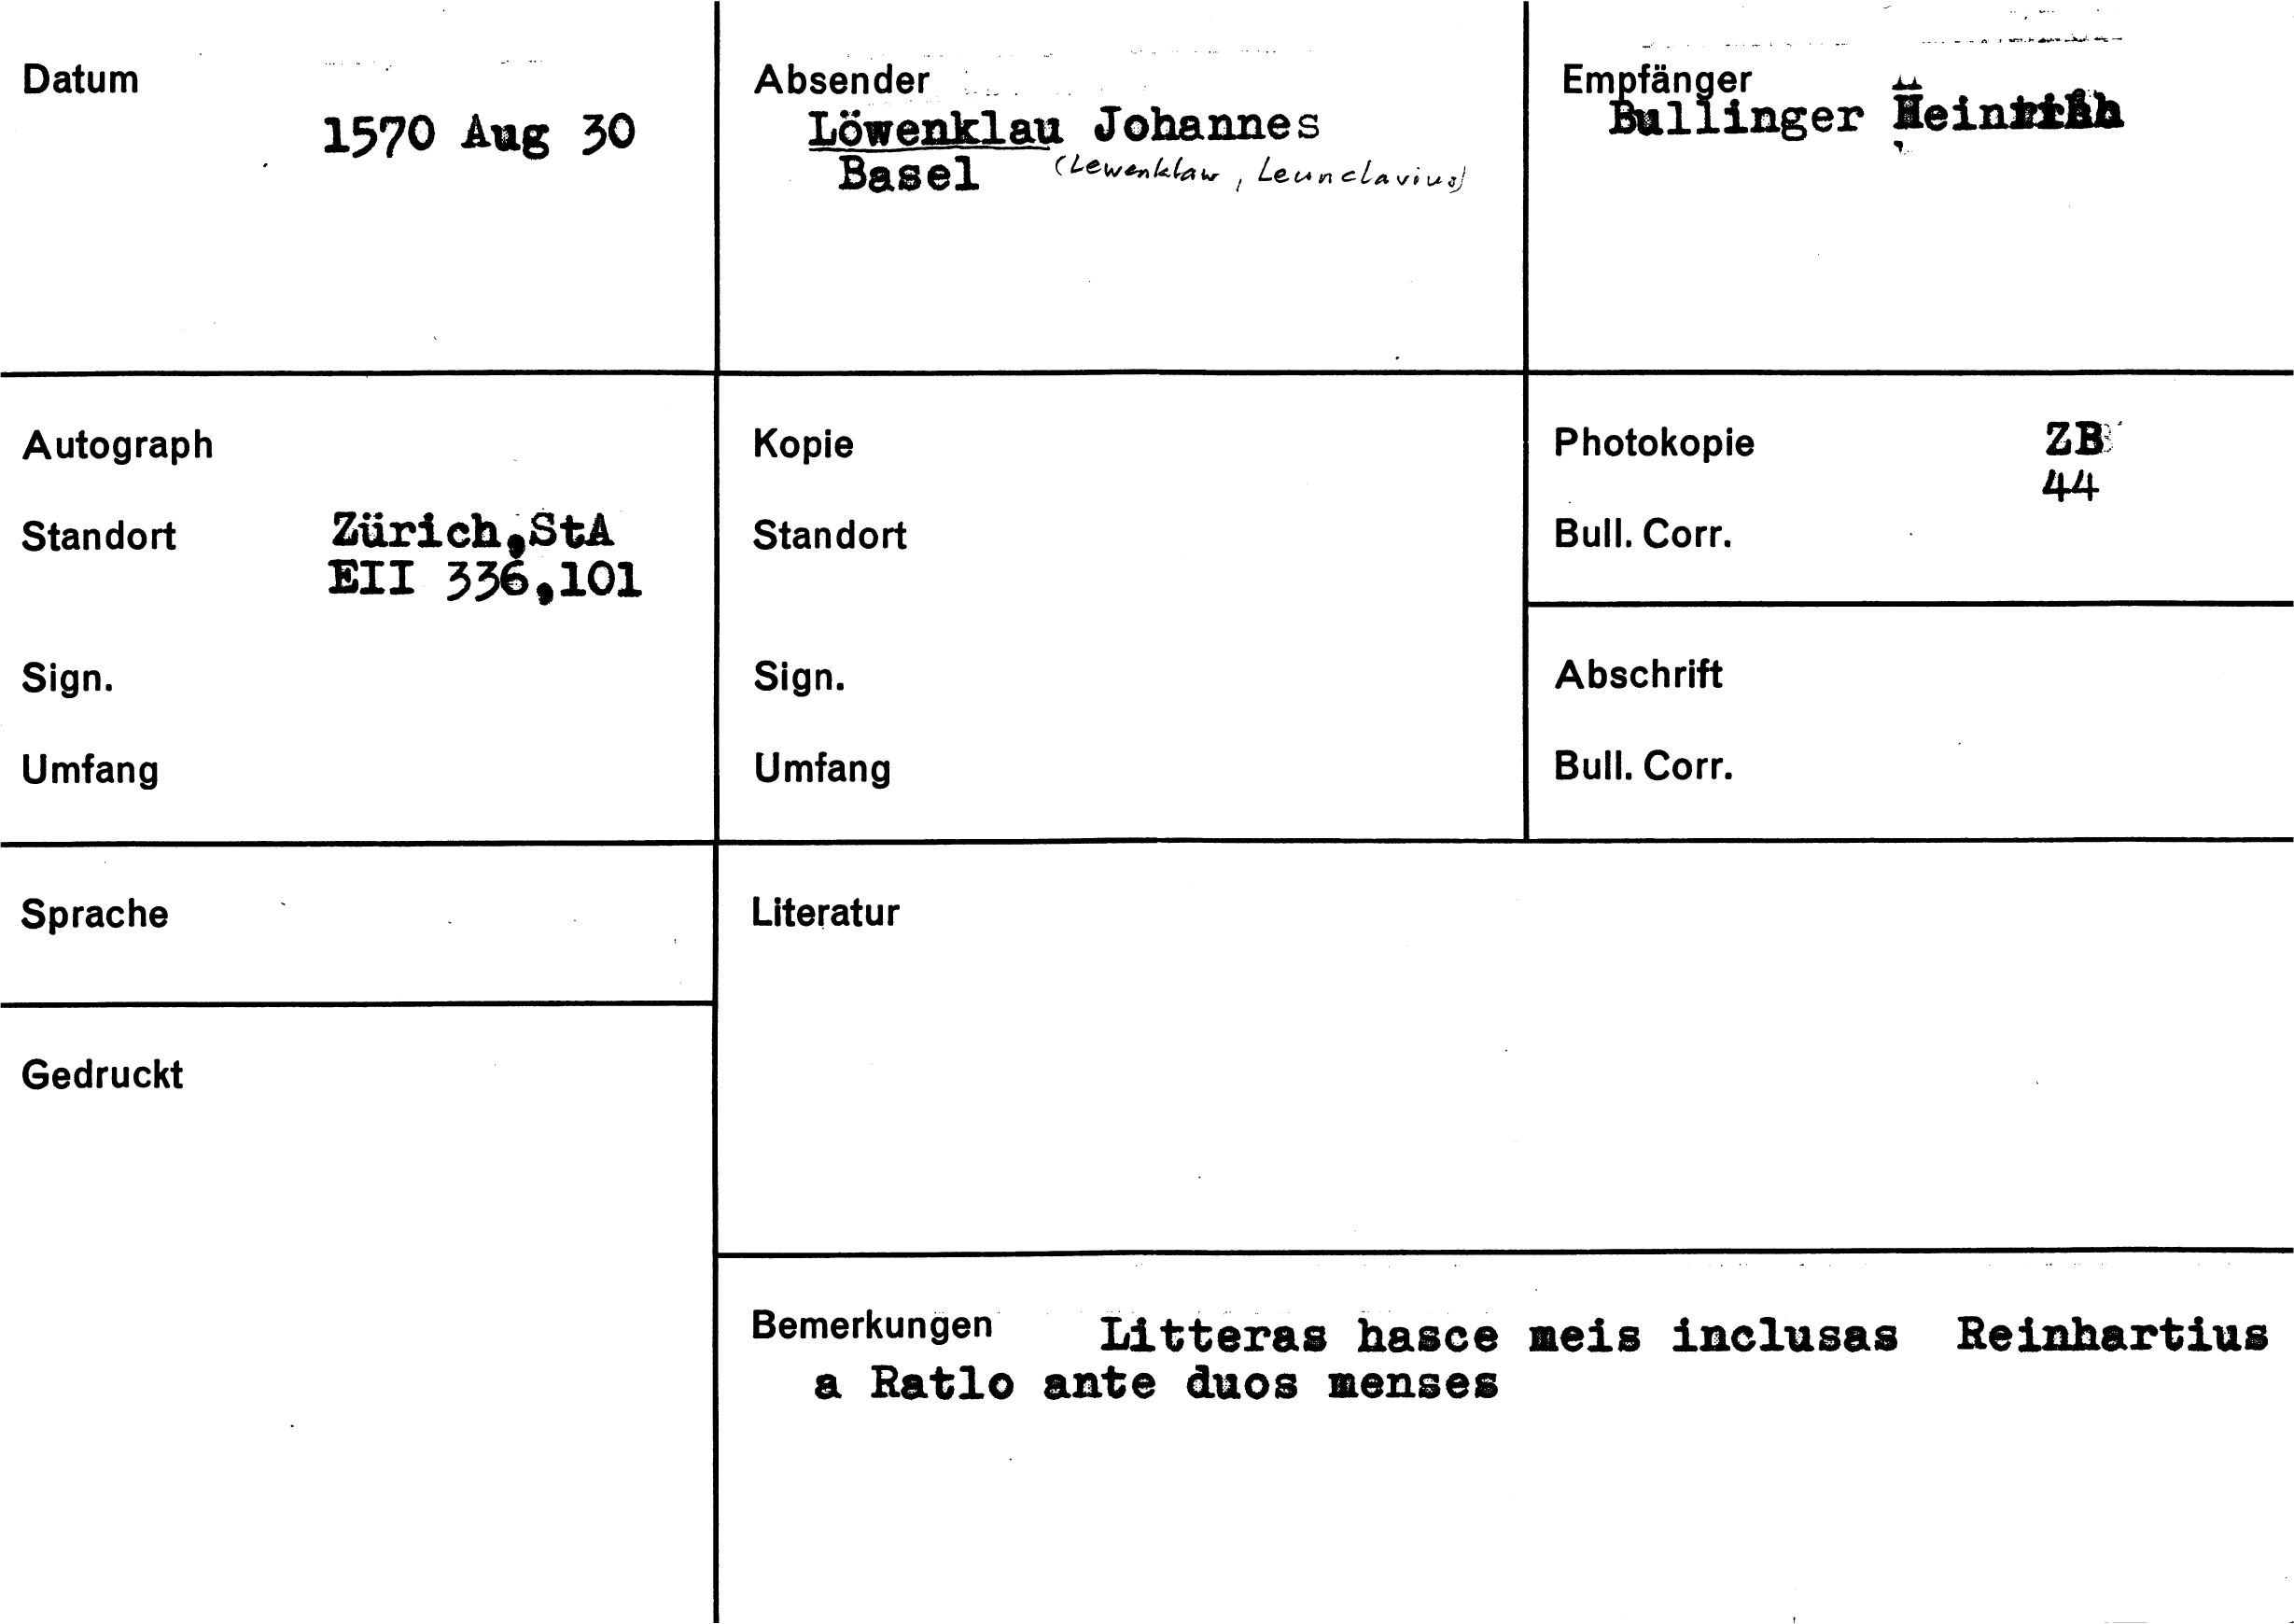 Datum
1570 Aug 30
Absender
Löwenklau Johannes
Basel (Lewenklaw, Leunclavius)
Empfänger
Bullinger Heinrich
Autograph
Standort Zürich,StA
EII 336,101
Sign.
Umfang
Kopie
Standort
Sign.
Umfang
Photokopie ZB
44
Bull. Corr.
Abschrift
Bull. Corr.
Sprache
Gedruckt
Literatur
Bemerkungen Litteras hasce meis inclusas Reinhartius
a Ratlo ante duos menses